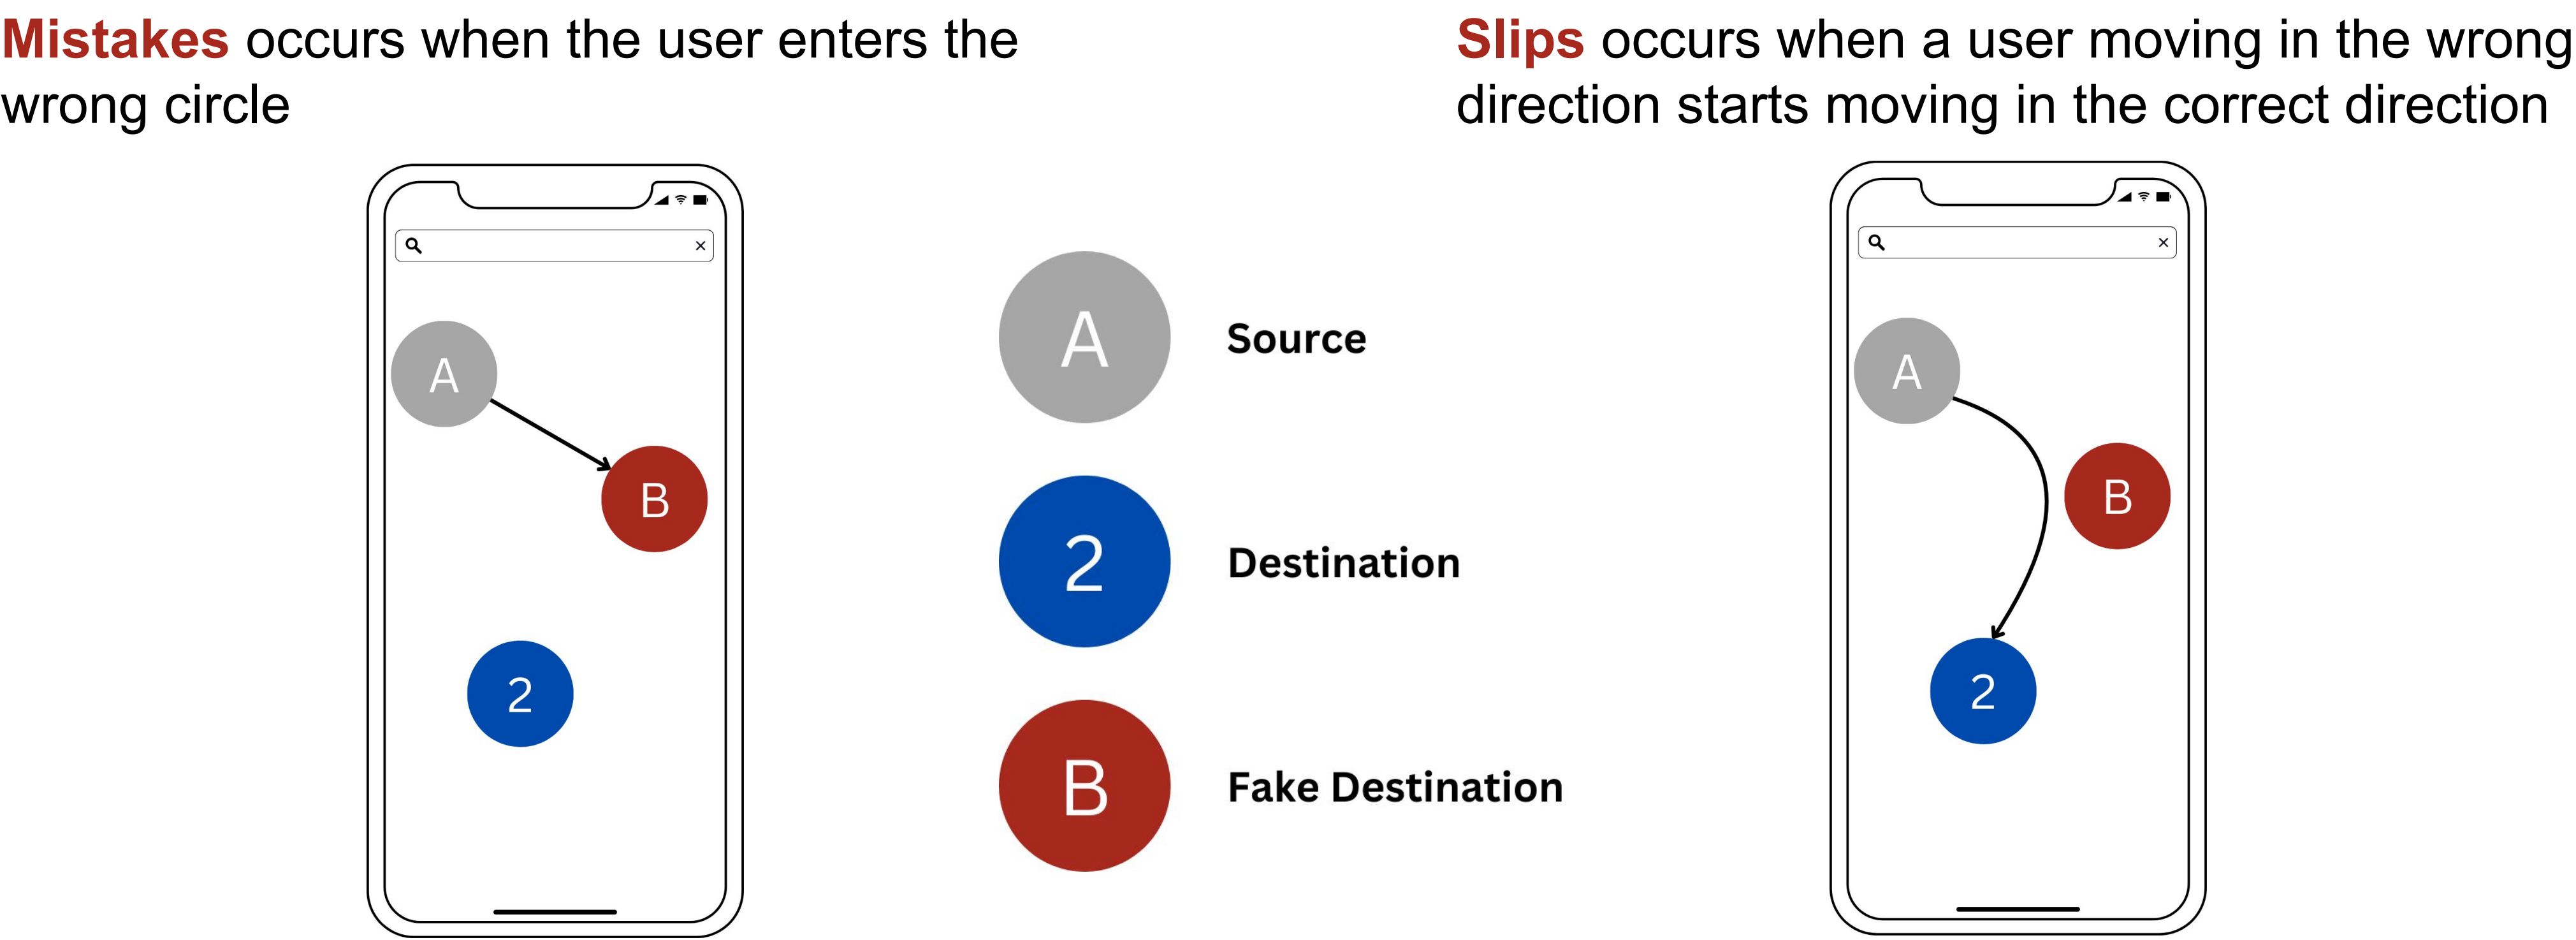 Mistakes occurs when the user enters the
wrong circle
A
B
2
A Source
2 Destination
B Fake Destination
Slips occurs when a user moving in the wrong
direction starts moving in the correct direction
A
B
2